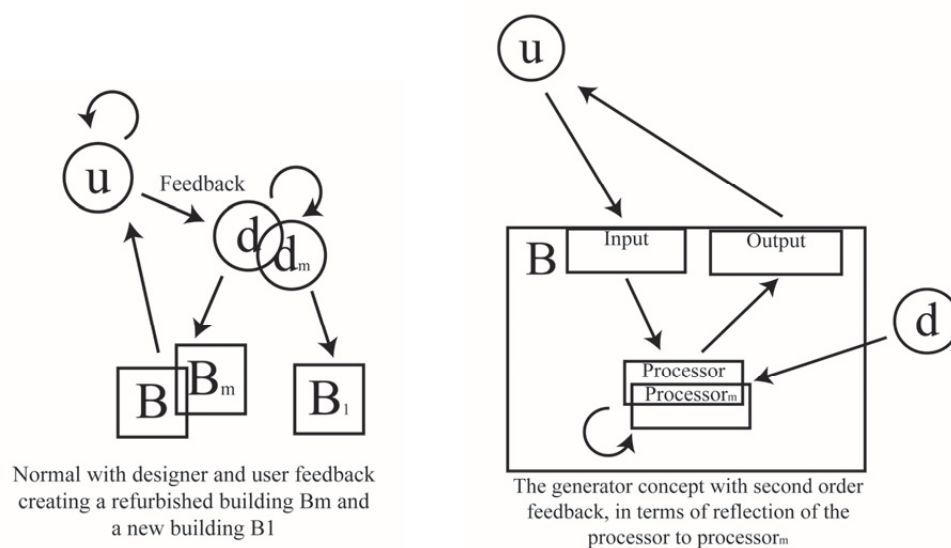 u
Feedback
d
dm
B
Bm
B1
Normal with designer and user feedback
creating a refurbished building Bm and
a new building B1
u
B
Input
Output
d
Processor
Processorm
The generator concept with second order
feedback, in terms of reflection of the
processor to processorm